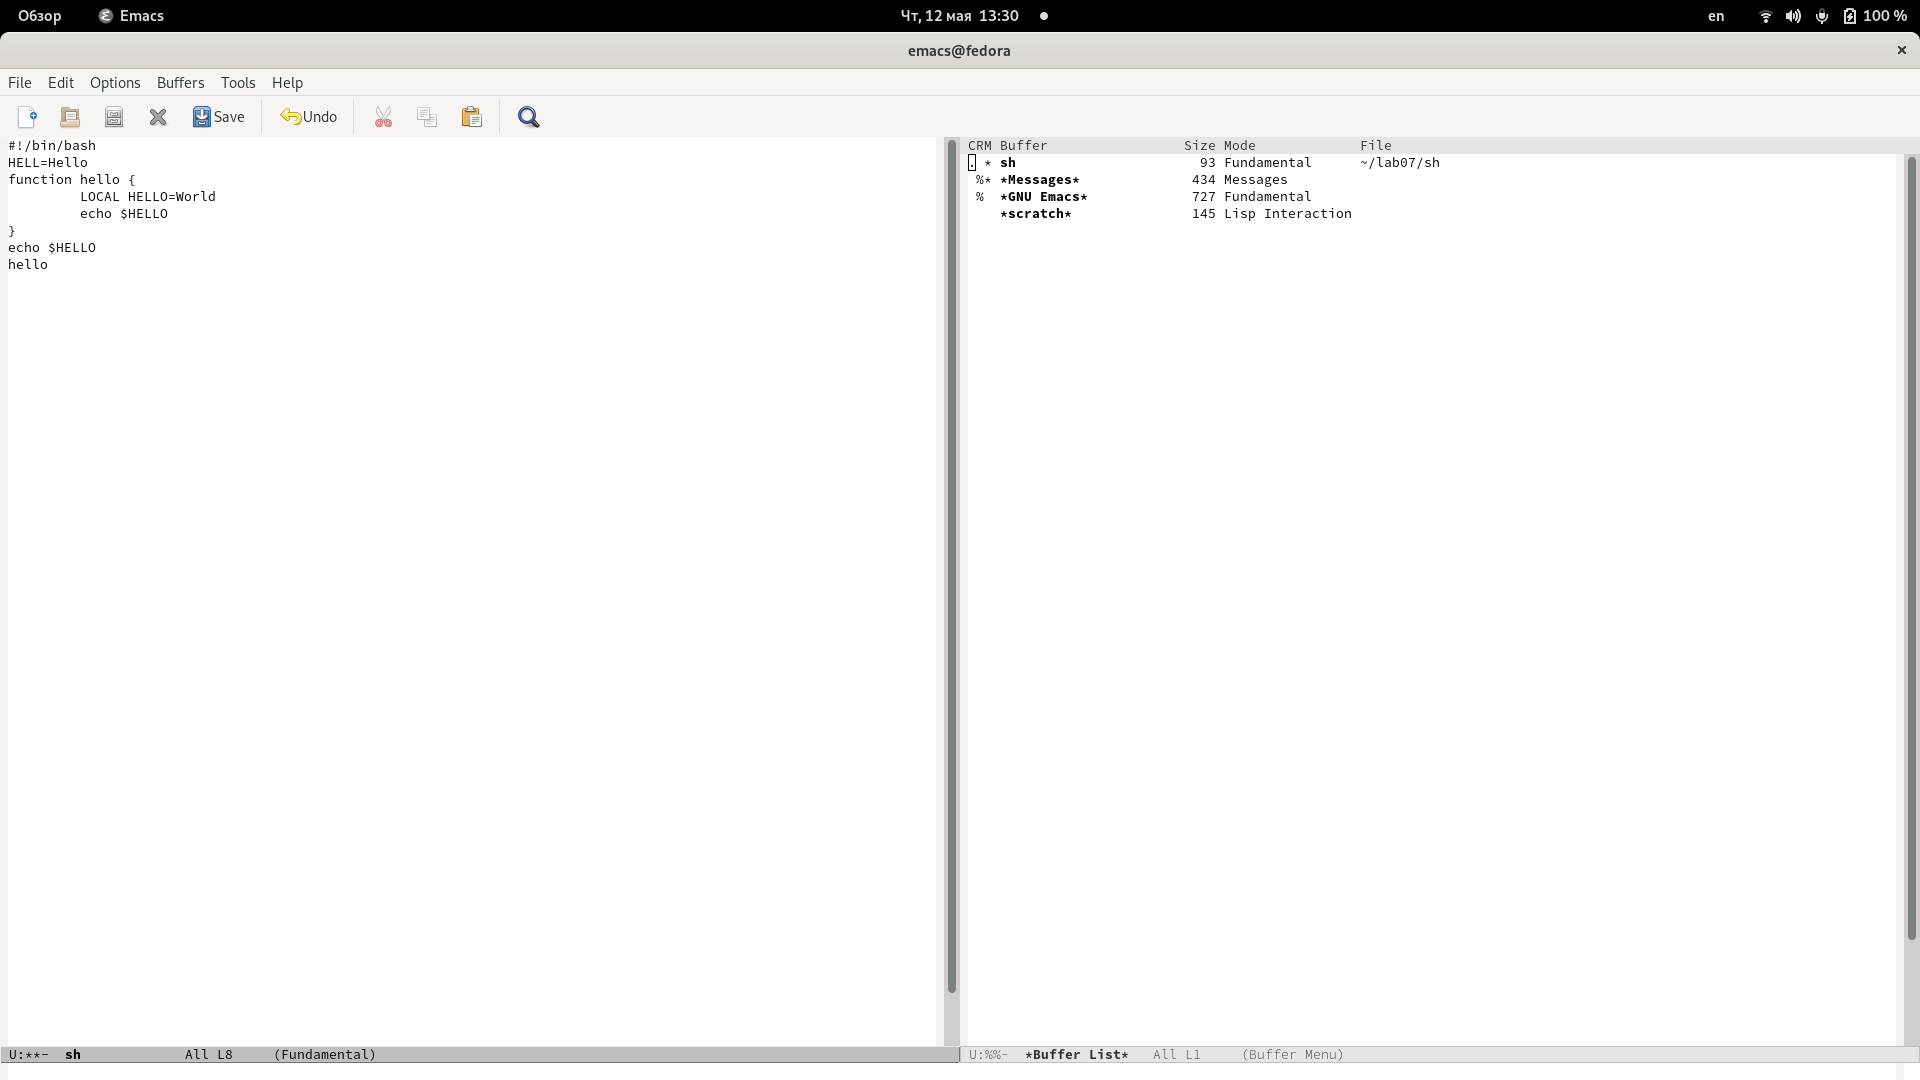 Обзор Emacs Чт, 12 мая 13:30 en 100 %
emacs@fedora
File Edit Options Buffers Tools Help
Save Undo
#!/bin/bash
HELL=Hello
function hello {
LOCAL HELLO=World
echo $HELLO
}
echo $HELLO
hello
CRM Buffer Size Mode File
. * sh 93 Fundamental ~/lab07/sh
%* *Messages* 434 Messages
% *GNU Emacs* 727 Fundamental
*scratch* 145 Lisp Interaction
U:**- sh All L8 (Fundamental)
U:%%- *Buffer List* All L1 (Buffer Menu)